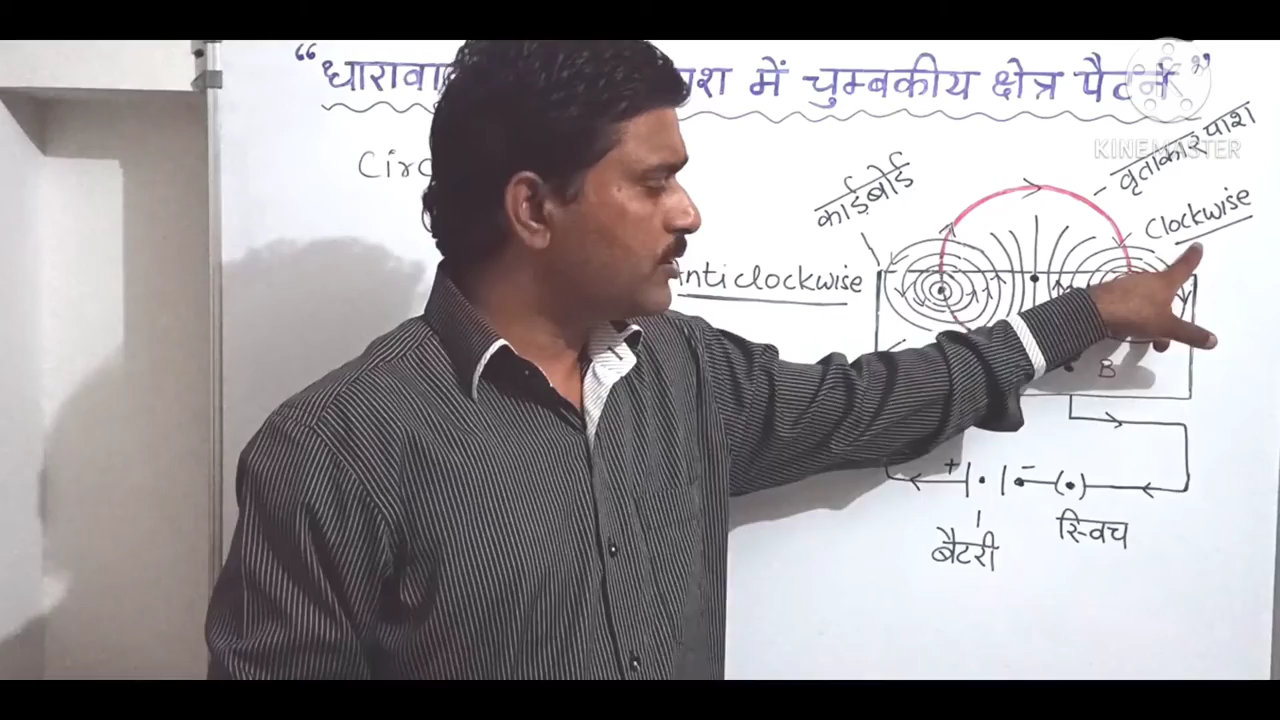 “धारावा
श में चुम्बकीय क्षेत्र पैटर्न”
KINEMASTER
Circ
कार्डबोर्ड
वृताकार पाश
Clockwise
Anticlockwise
B
+
-
बैटरी
स्विच